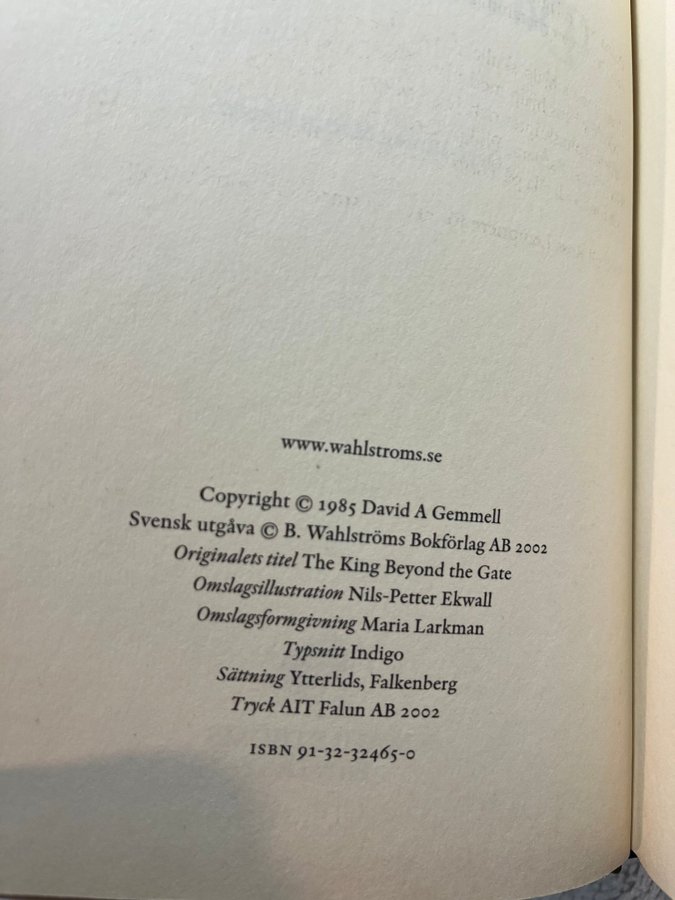 www.wahlstroms.se
Copyright © 1985 David A Gemmell
Svensk utgåva © B. Wahlströms Bokförlag AB 2002
Originalets titel The King Beyond the Gate
Omslagsillustration Nils-Petter Ekwall
Omslagsformgivning Maria Larkman
Typsnitt Indigo
Sättning Ytterlids, Falkenberg
Tryck AIT Falun AB 2002
ISBN 91-32-32465-0